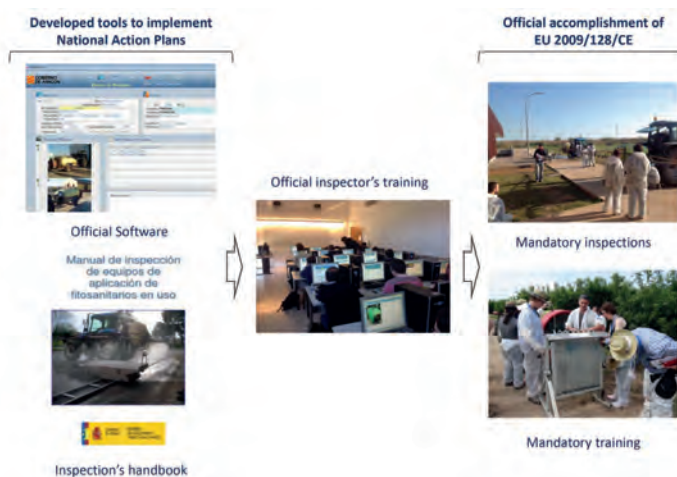 Developed tools to implement
National Action Plans
Official Software
Manual de inspección
de equipos de
aplicación de
fitosanitarios en uso
Inspection's handbook
Official inspector's training
Official accomplishment of
EU 2009/128/CE
Mandatory inspections
Mandatory training